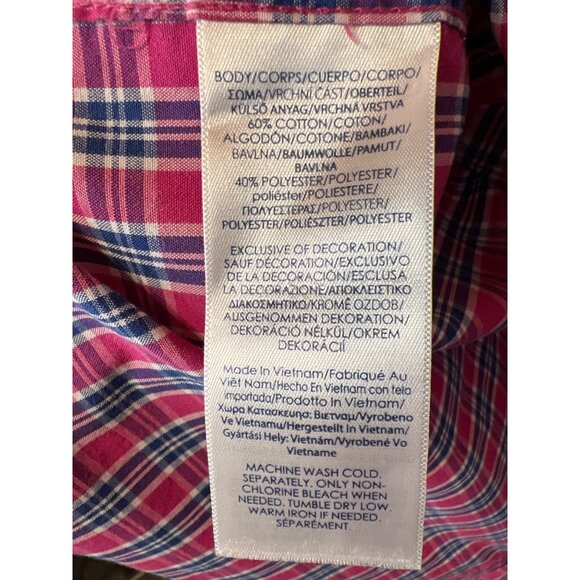 BODY/CORPS/CUERPO/CORPO/
ΣΩΜΑ/VRCHNÍ ČÁST/OBERTEIL/
KÜLSŐ ANYAG/VRCHNÁ VRSTVA
60% COTTON/COTON/
ALGODÓN/COTONE/ΒΑΜΒΑΚΙ/
BAVLNA/BAUMWOLLE/PAMUT/
BAVLNA
40% POLYESTER/POLYESTER/
poliéster/POLIESTERE/
ΠΟΛΥΕΣΤΕΡΑΣ/POLYESTER/
POLYESTER/POLIÉSZTER/POLYESTER
EXCLUSIVE OF DECORATION/
SAUF DÉCORATION/EXCLUSIVO
DE LA DECORACIÓN/ESCLUSA
LA DECORAZIONE/ΑΠΟΚΛΕΙΣΤΙΚΟ
ΔΙΑΚΟΣΜΗΤΙΚΟ/KROMĚ OZDOB/
AUSGENOMMEN DEKORATION/
DEKORÁCIÓ NÉLKÜL/OKREM
DEKORÁCIÍ
Made In Vietnam/Fabriqué Au
Viêt Nam/Hecho En Vietnam con tela
importada/Prodotto In Vietnam/
Χωρα Κατασκευησ: Βιετναμ/Vyrobeno
Ve Vietnamu/Hergestellt In Vietnam/
Gyártási Hely: Vietnám/Vyrobené Vo
Vietname
MACHINE WASH COLD.
SEPARATELY. ONLY NON-
CHLORINE BLEACH WHEN
NEEDED. TUMBLE DRY LOW.
WARM IRON IF NEEDED.
SÉPARÉMENT.